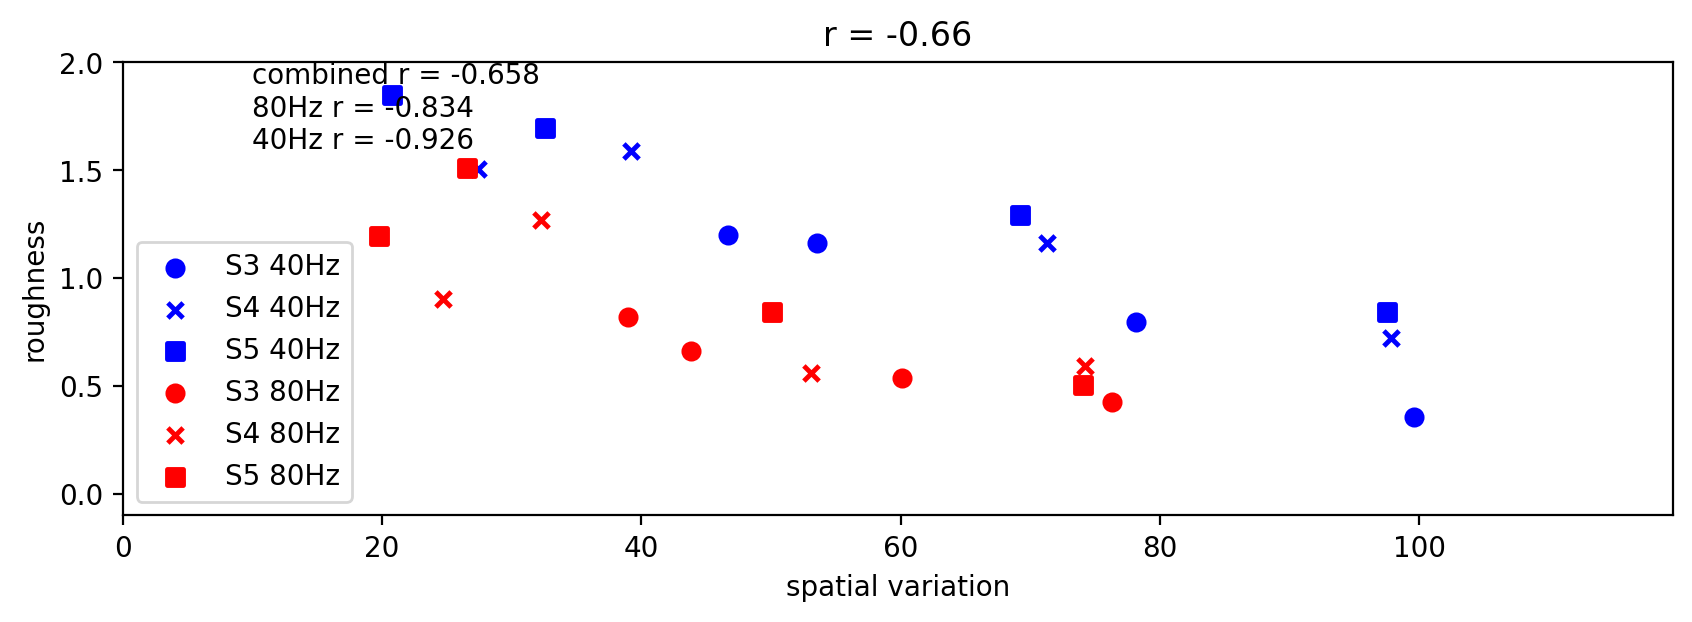 r = -0.66
combined r = -0.658
80Hz r = -0.834
40Hz r = -0.926
2.0
1.5
1.0
0.5
0.0
roughness
S3 40Hz
S4 40Hz
S5 40Hz
S3 80Hz
S4 80Hz
S5 80Hz
0 20 40 60 80 100
spatial variation